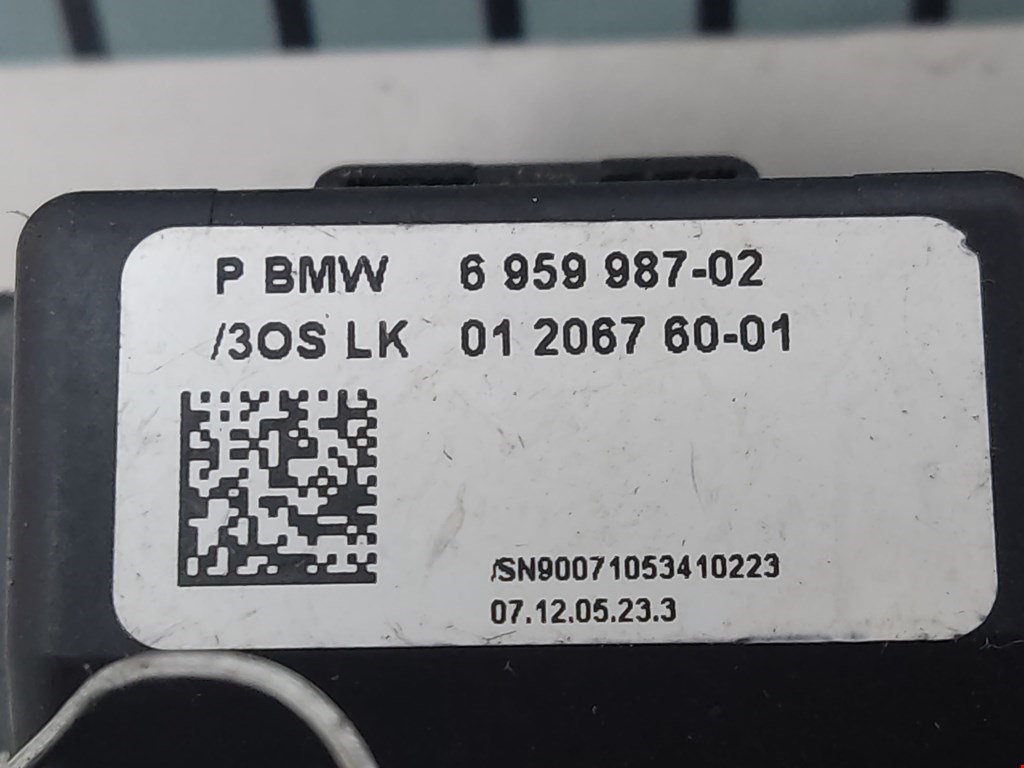 P BMW 6 959 987-02
/3OS LK 01 2067 60-01
/SN90071053410223
07.12.05.23.3